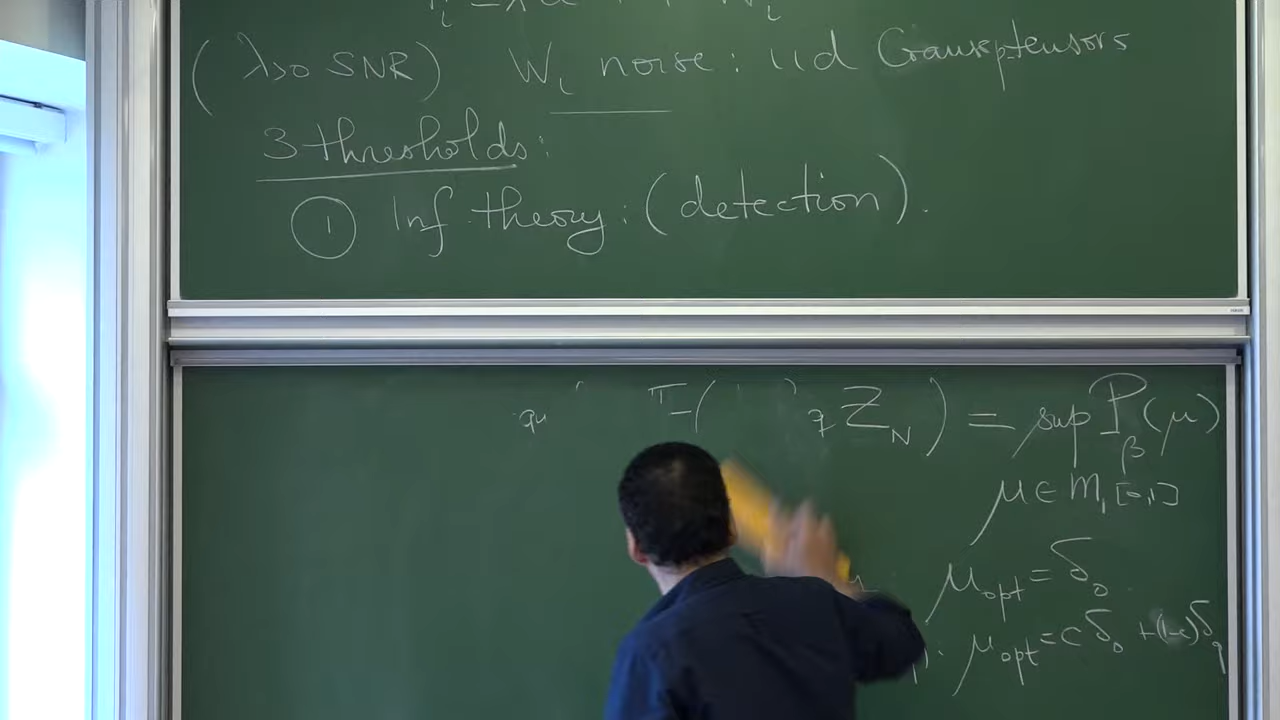 (λ>0 SNR) W_i noise: iid Gauss p-tensors
3 thresholds:
① Inf theory: (detection).
Z_N) = sup P_β(μ)
μ ∈ M_1[0,1]
μ_opt = δ_0
μ_opt = c δ_0 + (1-c) δ_q